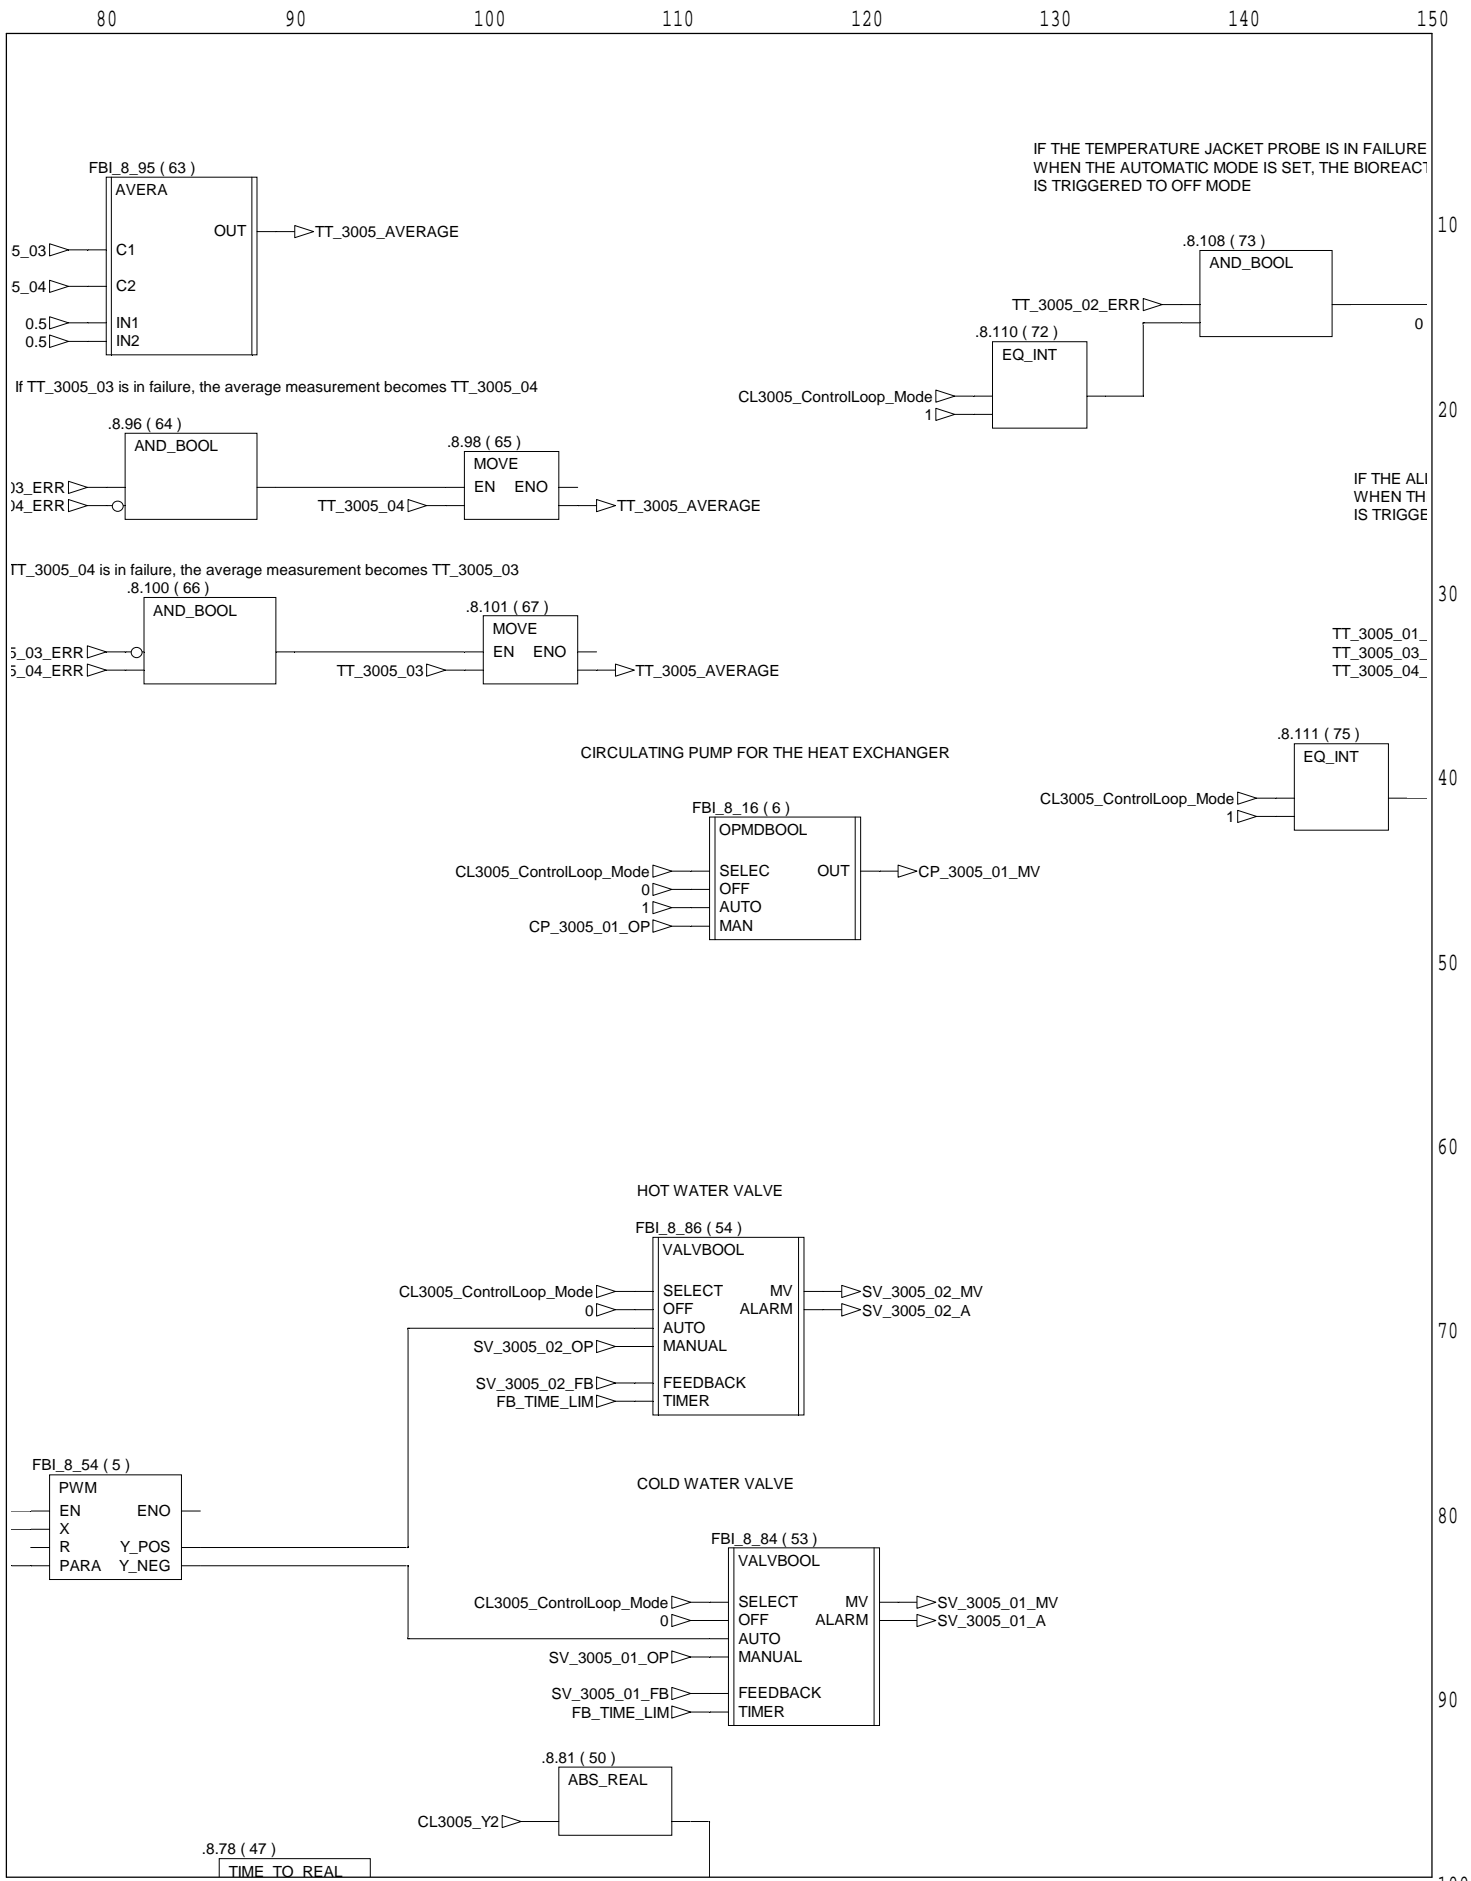 80 90 100 110 120 130 140 150
IF THE TEMPERATURE JACKET PROBE IS IN FAILURE
WHEN THE AUTOMATIC MODE IS SET, THE BIOREACT
IS TRIGGERED TO OFF MODE
FBI_8_95 ( 63 )
AVERA
OUT
TT_3005_AVERAGE
5_03
C1
5_04
C2
0.5
IN1
0.5
IN2
10
.8.108 ( 73 )
AND_BOOL
TT_3005_02_ERR
0
.8.110 ( 72 )
EQ_INT
CL3005_ControlLoop_Mode
1
20
If TT_3005_03 is in failure, the average measurement becomes TT_3005_04
.8.96 ( 64 )
AND_BOOL
03_ERR
04_ERR
.8.98 ( 65 )
MOVE
EN ENO
TT_3005_04
TT_3005_AVERAGE
IF THE ALL
WHEN TH
IS TRIGGE
TT_3005_04 is in failure, the average measurement becomes TT_3005_03
.8.100 ( 66 )
AND_BOOL
5_03_ERR
5_04_ERR
.8.101 ( 67 )
MOVE
EN ENO
TT_3005_03
TT_3005_AVERAGE
30
TT_3005_01_
TT_3005_03_
TT_3005_04_
.8.111 ( 75 )
EQ_INT
CL3005_ControlLoop_Mode
1
40
CIRCULATING PUMP FOR THE HEAT EXCHANGER
FBI_8_16 ( 6 )
OPMDBOOL
CL3005_ControlLoop_Mode
SELEC OUT
CP_3005_01_MV
0
OFF
1
AUTO
CP_3005_01_OP
MAN
50
60
HOT WATER VALVE
FBI_8_86 ( 54 )
VALVBOOL
CL3005_ControlLoop_Mode
SELECT MV
SV_3005_02_MV
0
OFF ALARM
SV_3005_02_A
AUTO
SV_3005_02_OP
MANUAL
SV_3005_02_FB
FEEDBACK
FB_TIME_LIM
TIMER
70
FBI_8_54 ( 5 )
PWM
EN ENO
X
R Y_POS
PARA Y_NEG
80
COLD WATER VALVE
FBI_8_84 ( 53 )
VALVBOOL
CL3005_ControlLoop_Mode
SELECT MV
SV_3005_01_MV
0
OFF ALARM
SV_3005_01_A
AUTO
SV_3005_01_OP
MANUAL
SV_3005_01_FB
FEEDBACK
FB_TIME_LIM
TIMER
90
.8.81 ( 50 )
ABS_REAL
CL3005_Y2
.8.78 ( 47 )
TIME_TO_REAL
100